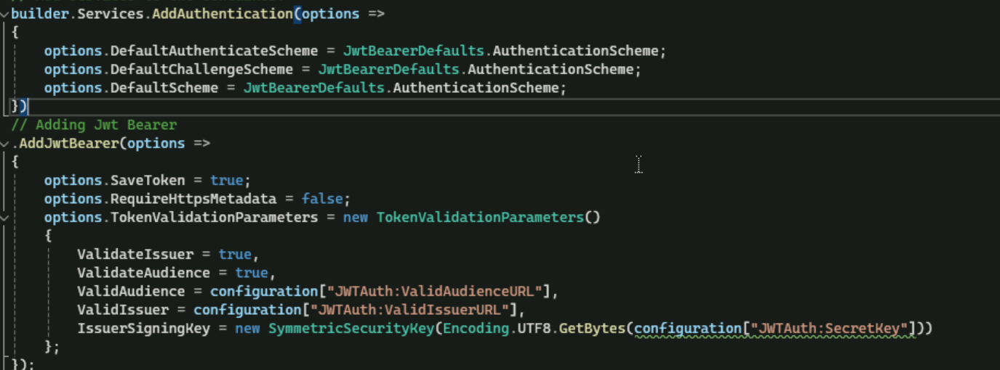 builder.Services.AddAuthentication(options =>
{
    options.DefaultAuthenticateScheme = JwtBearerDefaults.AuthenticationScheme;
    options.DefaultChallengeScheme = JwtBearerDefaults.AuthenticationScheme;
    options.DefaultScheme = JwtBearerDefaults.AuthenticationScheme;
})
// Adding Jwt Bearer
.AddJwtBearer(options =>
{
    options.SaveToken = true;
    options.RequireHttpsMetadata = false;
    options.TokenValidationParameters = new TokenValidationParameters()
    {
        ValidateIssuer = true,
        ValidateAudience = true,
        ValidAudience = configuration["JWTAuth:ValidAudienceURL"],
        ValidIssuer = configuration["JWTAuth:ValidIssuerURL"],
        IssuerSigningKey = new SymmetricSecurityKey(Encoding.UTF8.GetBytes(configuration["JWTAuth:SecretKey"]))
    };
});